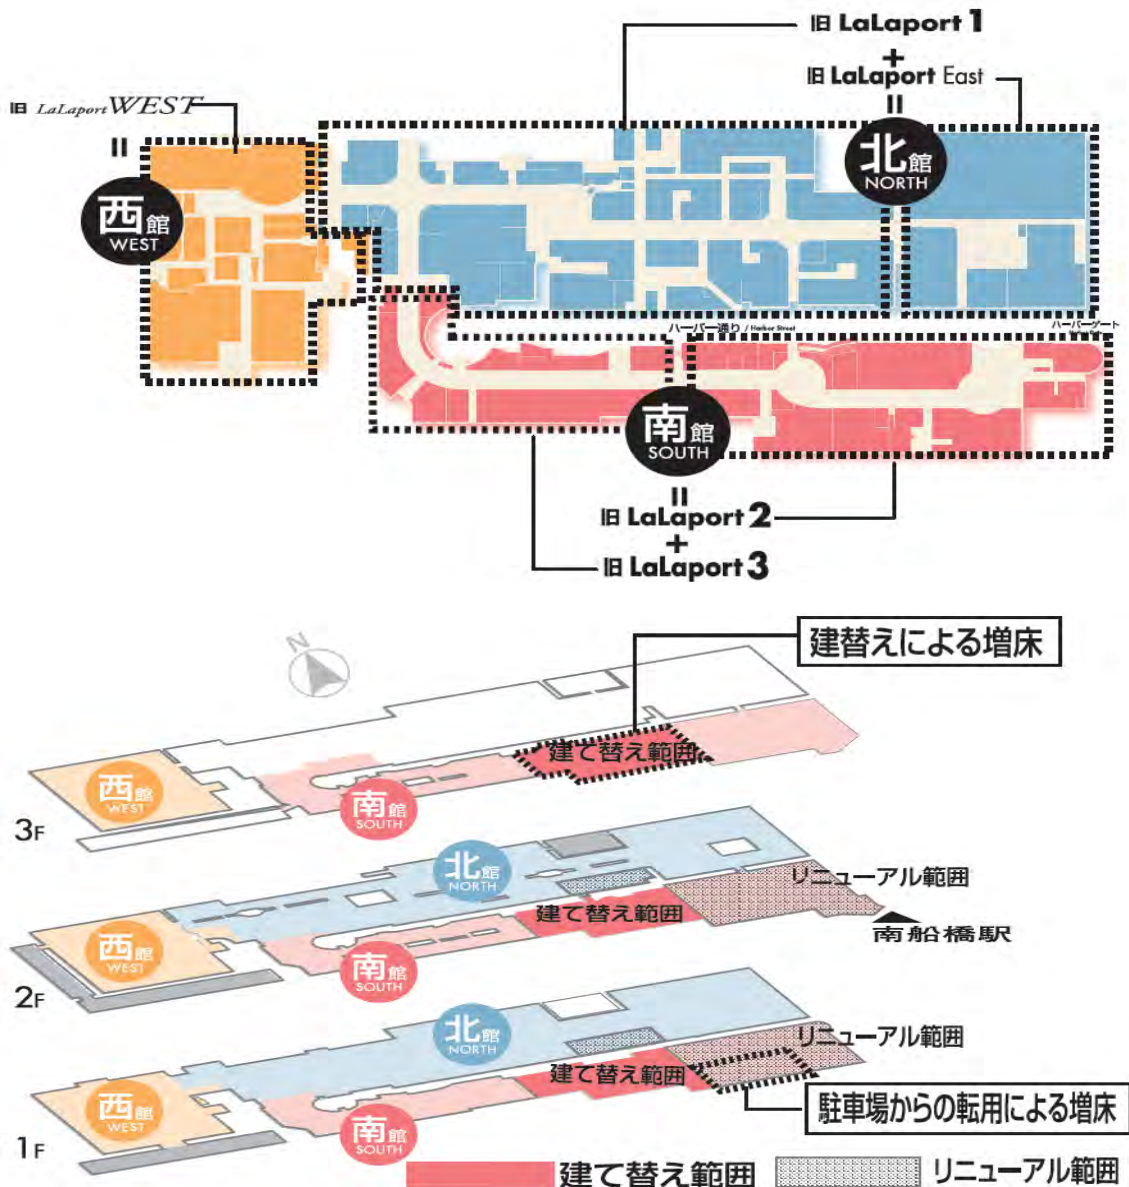 旧 LaLaport 1
+
旧 LaLaport East
=
旧 LaLaport WEST
=
北館
NORTH
西館
WEST
ハーバー通り / Harbor Street
ハーバーゲート
南館
SOUTH
=
旧 LaLaport 2
+
旧 LaLaport 3
建替えによる増床
N
建て替え範囲
西館
WEST
南館
SOUTH
3F
北館
NORTH
リニューアル範囲
建て替え範囲
西館
WEST
南館
SOUTH
南船橋駅
2F
北館
NORTH
リニューアル範囲
建て替え範囲
西館
WEST
南館
SOUTH
駐車場からの転用による増床
1F
建て替え範囲
リニューアル範囲